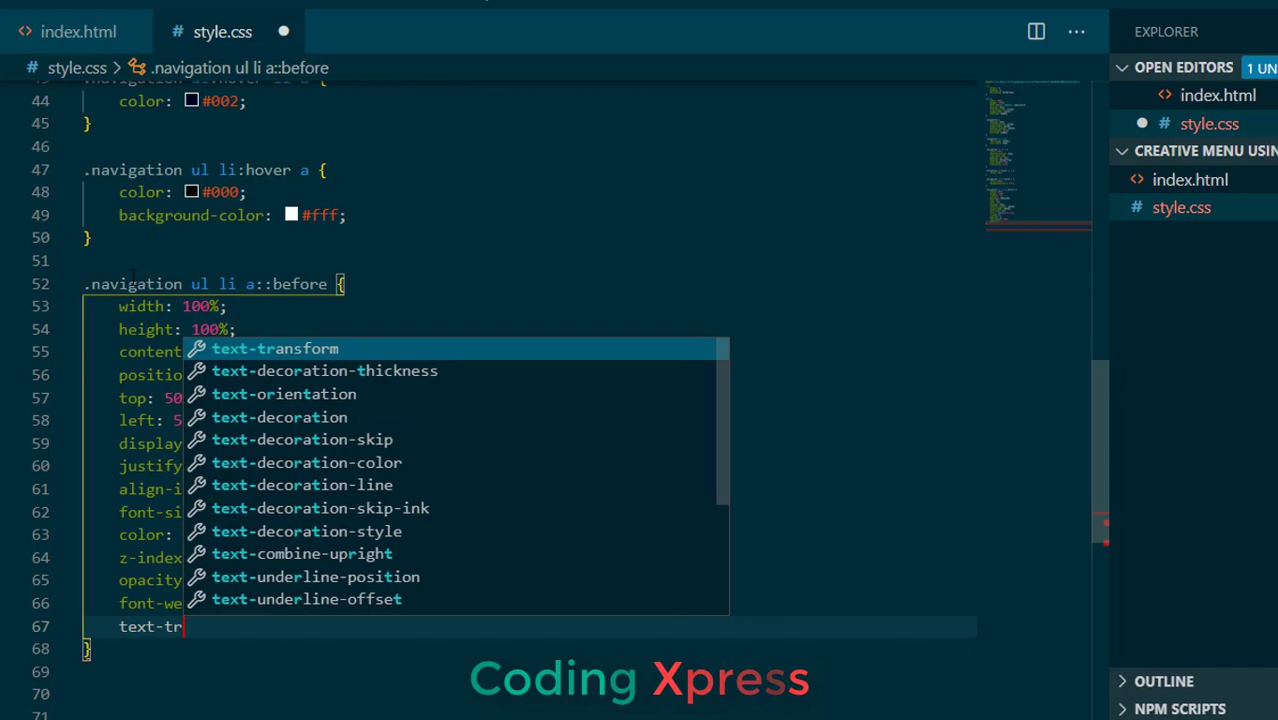 index.html
style.css
EXPLORER
style.css > .navigation ul li a::before
OPEN EDITORS 1 UN
index.html
style.css
CREATIVE MENU USIN
index.html
style.css
44 color: #002;
45 }
46
47 .navigation ul li:hover a {
48 color: #000;
49 background-color: #fff;
50 }
51
52 .navigation ul li a::before {
53 width: 100%;
54 height: 100%;
55 content
56 positio
57 top: 50
58 left: 5
59 display
60 justify
61 align-i
62 font-si
63 color:
64 z-index
65 opacity
66 font-we
67 text-tr
68 }
69
70
71
text-transform
text-decoration-thickness
text-orientation
text-decoration
text-decoration-skip
text-decoration-color
text-decoration-line
text-decoration-skip-ink
text-decoration-style
text-combine-upright
text-underline-position
text-underline-offset
Coding Xpress
OUTLINE
NPM SCRIPTS